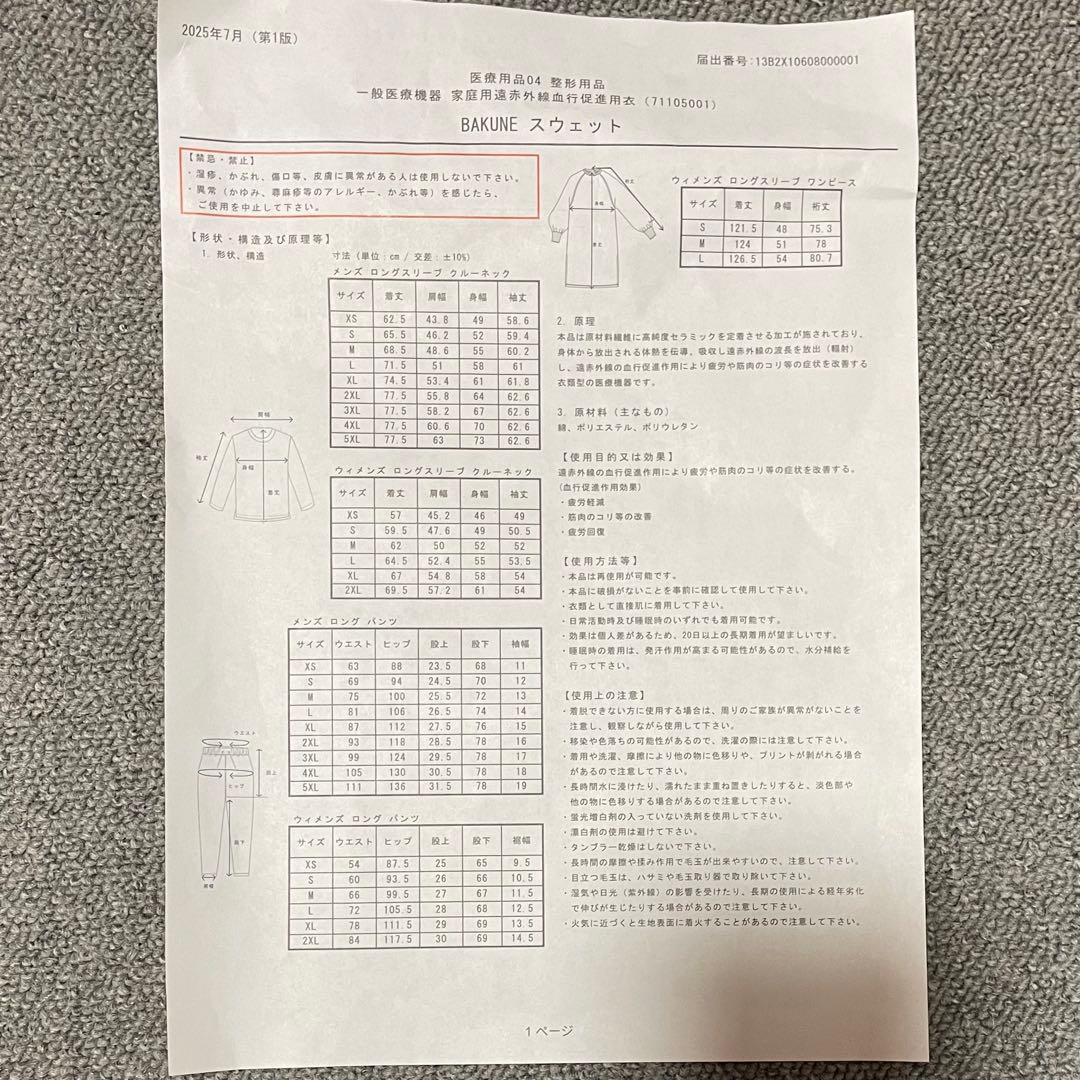 2025年7月（第1版）
届出番号:13B2X10608000001
医療用品04 整形用品
一般医療機器 家庭用遠赤外線血行促進用衣（71105001）
BAKUNE スウェット
【禁忌・禁止】
・湿疹、かぶれ、傷口等、皮膚に異常がある人は使用しないで下さい。
・異常（かゆみ、蕁麻疹等のアレルギー、かぶれ等）を感じたら、
ご使用を中止して下さい。
【形状・構造及び原理等】
1. 形状、構造
寸法（単位：cm / 交差：±10%）
メンズ ロングスリーブ クルーネック
サイズ 着丈 肩幅 身幅 袖丈
XS 62.5 43.8 49 58.6
S 65.5 46.2 52 59.4
M 68.5 48.6 55 60.2
L 71.5 51 58 61
XL 74.5 53.4 61 61.8
2XL 77.5 55.8 64 62.6
3XL 77.5 58.2 67 62.6
4XL 77.5 60.6 70 62.6
5XL 77.5 63 73 62.6
肩幅
袖丈
身幅
着丈
ウィメンズ ロングスリーブ クルーネック
サイズ 着丈 肩幅 身幅 袖丈
XS 57 45.2 46 49
S 59.5 47.6 49 50.5
M 62 50 52 52
L 64.5 52.4 55 53.5
XL 67 54.8 58 54
2XL 69.5 57.2 61 54
メンズ ロング パンツ
サイズ ウエスト ヒップ 股上 股下 裾幅
XS 63 88 23.5 68 11
S 69 94 24.5 70 12
M 75 100 25.5 72 13
L 81 106 26.5 74 14
XL 87 112 27.5 76 15
2XL 93 118 28.5 78 16
3XL 99 124 29.5 78 17
4XL 105 130 30.5 78 18
5XL 111 136 31.5 78 19
ウエスト
股上
ヒップ
股下
裾幅
ウィメンズ ロング パンツ
サイズ ウエスト ヒップ 股上 股下 裾幅
XS 54 87.5 25 65 9.5
S 60 93.5 26 66 10.5
M 66 99.5 27 67 11.5
L 72 105.5 28 68 12.5
XL 78 111.5 29 69 13.5
2XL 84 117.5 30 69 14.5
裄丈
身幅
着丈
ウィメンズ ロングスリーブ ワンピース
サイズ 着丈 身幅 裄丈
S 121.5 48 75.3
M 124 51 78
L 126.5 54 80.7
2. 原理
本品は原材料繊維に高純度セラミックを定着させる加工が施されており、
身体から放出される体熱を伝導、吸収し遠赤外線の波長を放出（輻射）
し、遠赤外線の血行促進作用により疲労や筋肉のコリ等の症状を改善する
衣類型の医療機器です。
3. 原材料（主なもの）
綿、ポリエステル、ポリウレタン
【使用目的又は効果】
遠赤外線の血行促進作用により疲労や筋肉のコリ等の症状を改善する。
(血行促進作用効果)
・疲労軽減
・筋肉のコリ等の改善
・疲労回復
【使用方法等】
・本品は再使用が可能です。
・本品に破損がないことを事前に確認して使用して下さい。
・衣類として直接肌に着用して下さい。
・日常活動時及び睡眠時のいずれでも着用可能です。
・効果は個人差があるため、20日以上の長期着用が望ましいです。
・睡眠時の着用は、発汗作用が高まる可能性があるので、水分補給を
行って下さい。
【使用上の注意】
・着脱できない方に使用する場合は、周りのご家族が異常がないことを
注意し、観察しながら使用して下さい。
・移染や色落ちの可能性があるので、洗濯の際には注意して下さい。
・着用や洗濯、摩擦により他の物に色移りや、プリントが剥がれる場合
があるので注意して下さい。
・長時間水に浸けたり、濡れたまま重ね置きしたりすると、淡色部や
他の物に色移りする場合があるので注意して下さい。
・蛍光増白剤の入っていない洗剤を使用して下さい。
・漂白剤の使用は避けて下さい。
・タンブラー乾燥はしないで下さい。
・長時間の摩擦や揉み作用で毛玉が出来やすいので、注意して下さい。
・目立つ毛玉は、ハサミや毛玉取り器で取り除いて下さい。
・湿気や日光（紫外線）の影響を受けたり、長期の使用による経年劣化
で伸びが生じたりする場合があるので注意して下さい。
・火気に近づくと生地表面に着火することがあるので注意して下さい。
1 ページ